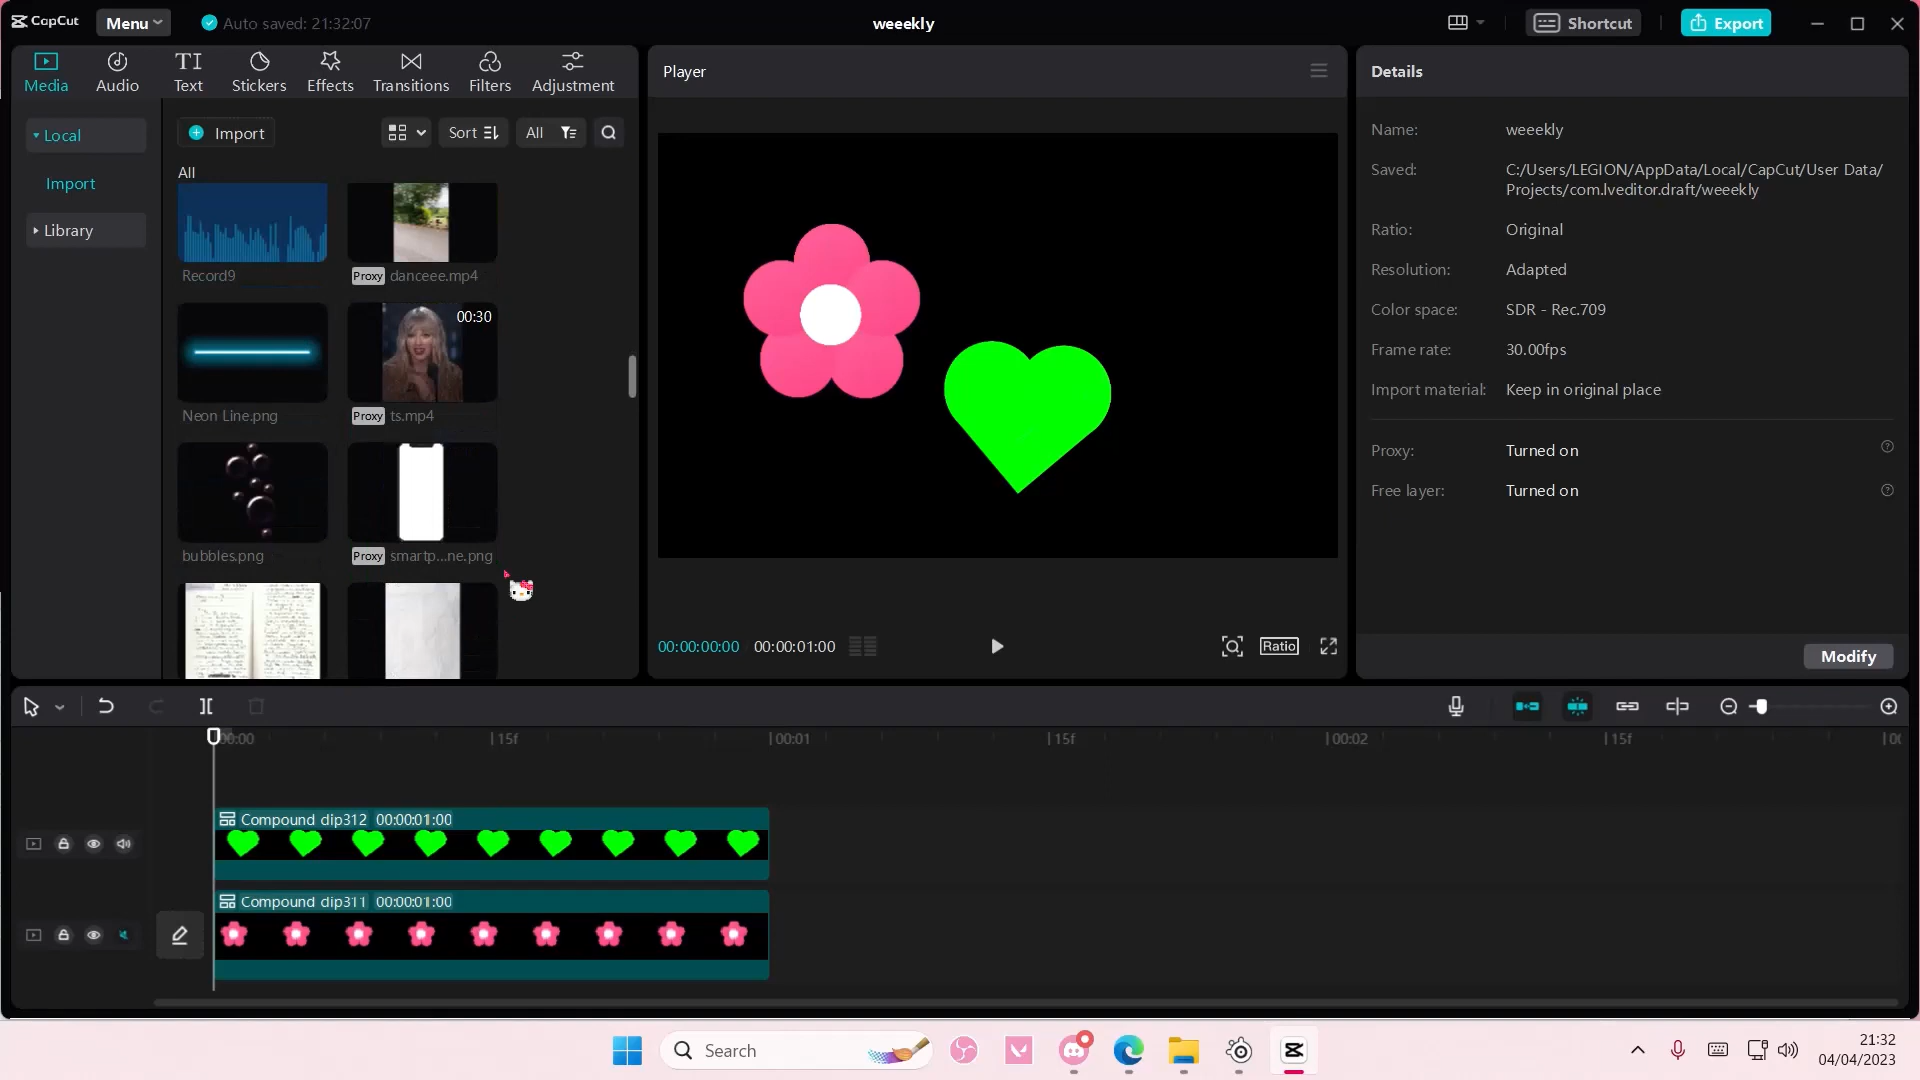 CapCut
Menu
Auto saved: 21:32:07
weeekly
Shortcut
Export
Media
Audio
TI
Text
Stickers
Effects
Transitions
Filters
Adjustment
Local
Import
Library
Import
Sort
All
All
Record9
Proxy danceee.mp4
00:30
Neon Line.png
Proxy ts.mp4
bubbles.png
Proxy smartp...ne.png
Player
00:00:00:00
00:00:01:00
Ratio
Details
Name: weeekly
Saved: C:/Users/LEGION/AppData/Local/CapCut/User Data/
Projects/com.lveditor.draft/weeekly
Ratio: Original
Resolution: Adapted
Color space: SDR - Rec.709
Frame rate: 30.00fps
Import material: Keep in original place
Proxy: Turned on
Free layer: Turned on
Modify
00:00
15f
00:01
15f
00:02
15f
Compound clip312 00:00:01:00
Compound clip311 00:00:01:00
Search
21:32
04/04/2023